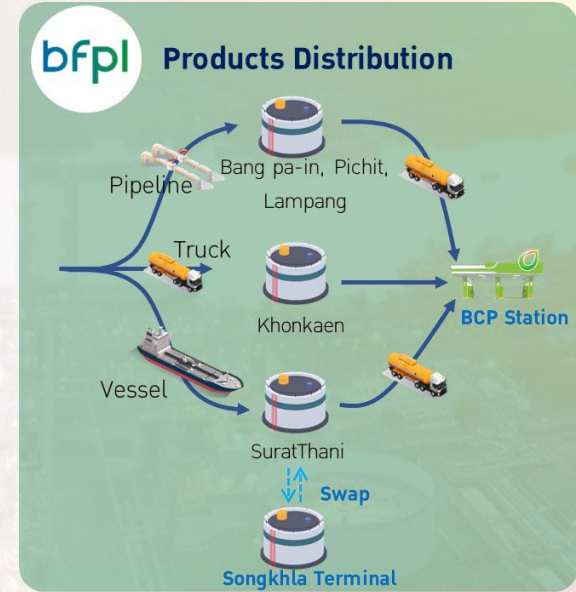 bfpl
Products Distribution
Pipeline
Bang pa-in, Pichit,
Lampang
Truck
Khonkaen
BCP Station
Vessel
SuratThani
Swap
Songkhla Terminal